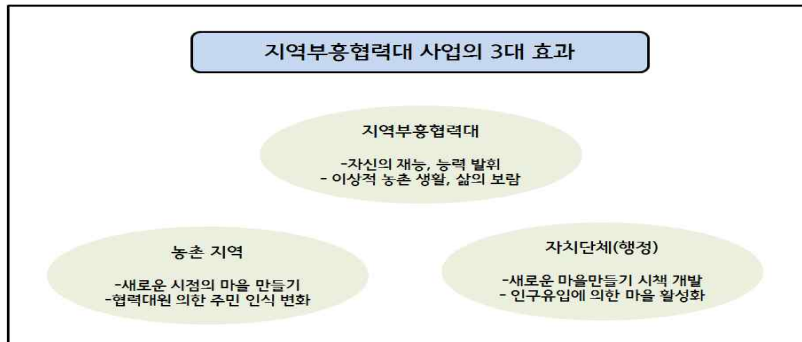 지역부흥협력대 사업의 3대 효과
지역부흥협력대
-자신의 재능, 능력 발휘
- 이상적 농촌 생활, 삶의 보람
농촌 지역
-새로운 시점의 마을 만들기
-협력대원 의한 주민 인식 변화
자치단체(행정)
-새로운 마을만들기 시책 개발
- 인구유입에 의한 마을 활성화